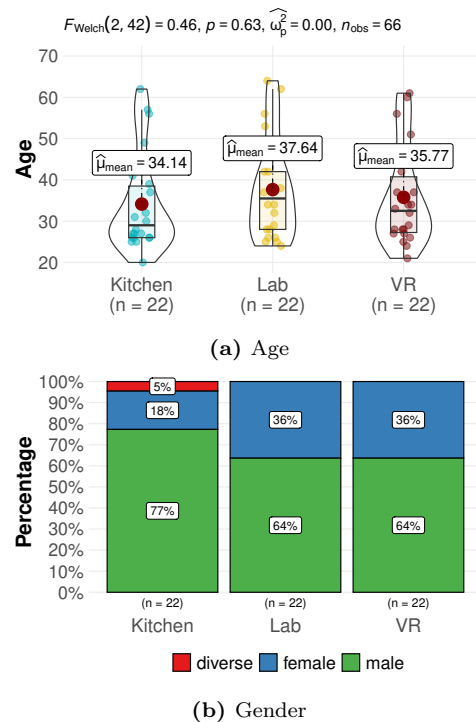 F_Welch(2, 42) = 0.46, p = 0.63, \widehat{ω_p^2} = 0.00, n_obs = 66
Age
70
60
50
40
30
20
μ̂_mean = 34.14
μ̂_mean = 37.64
μ̂_mean = 35.77
Kitchen
(n = 22)
Lab
(n = 22)
VR
(n = 22)
(a) Age
Percentage
100%
90%
80%
70%
60%
50%
40%
30%
20%
10%
0%
5%
18%
77%
36%
64%
36%
64%
(n = 22)
(n = 22)
(n = 22)
Kitchen
Lab
VR
diverse female male
(b) Gender